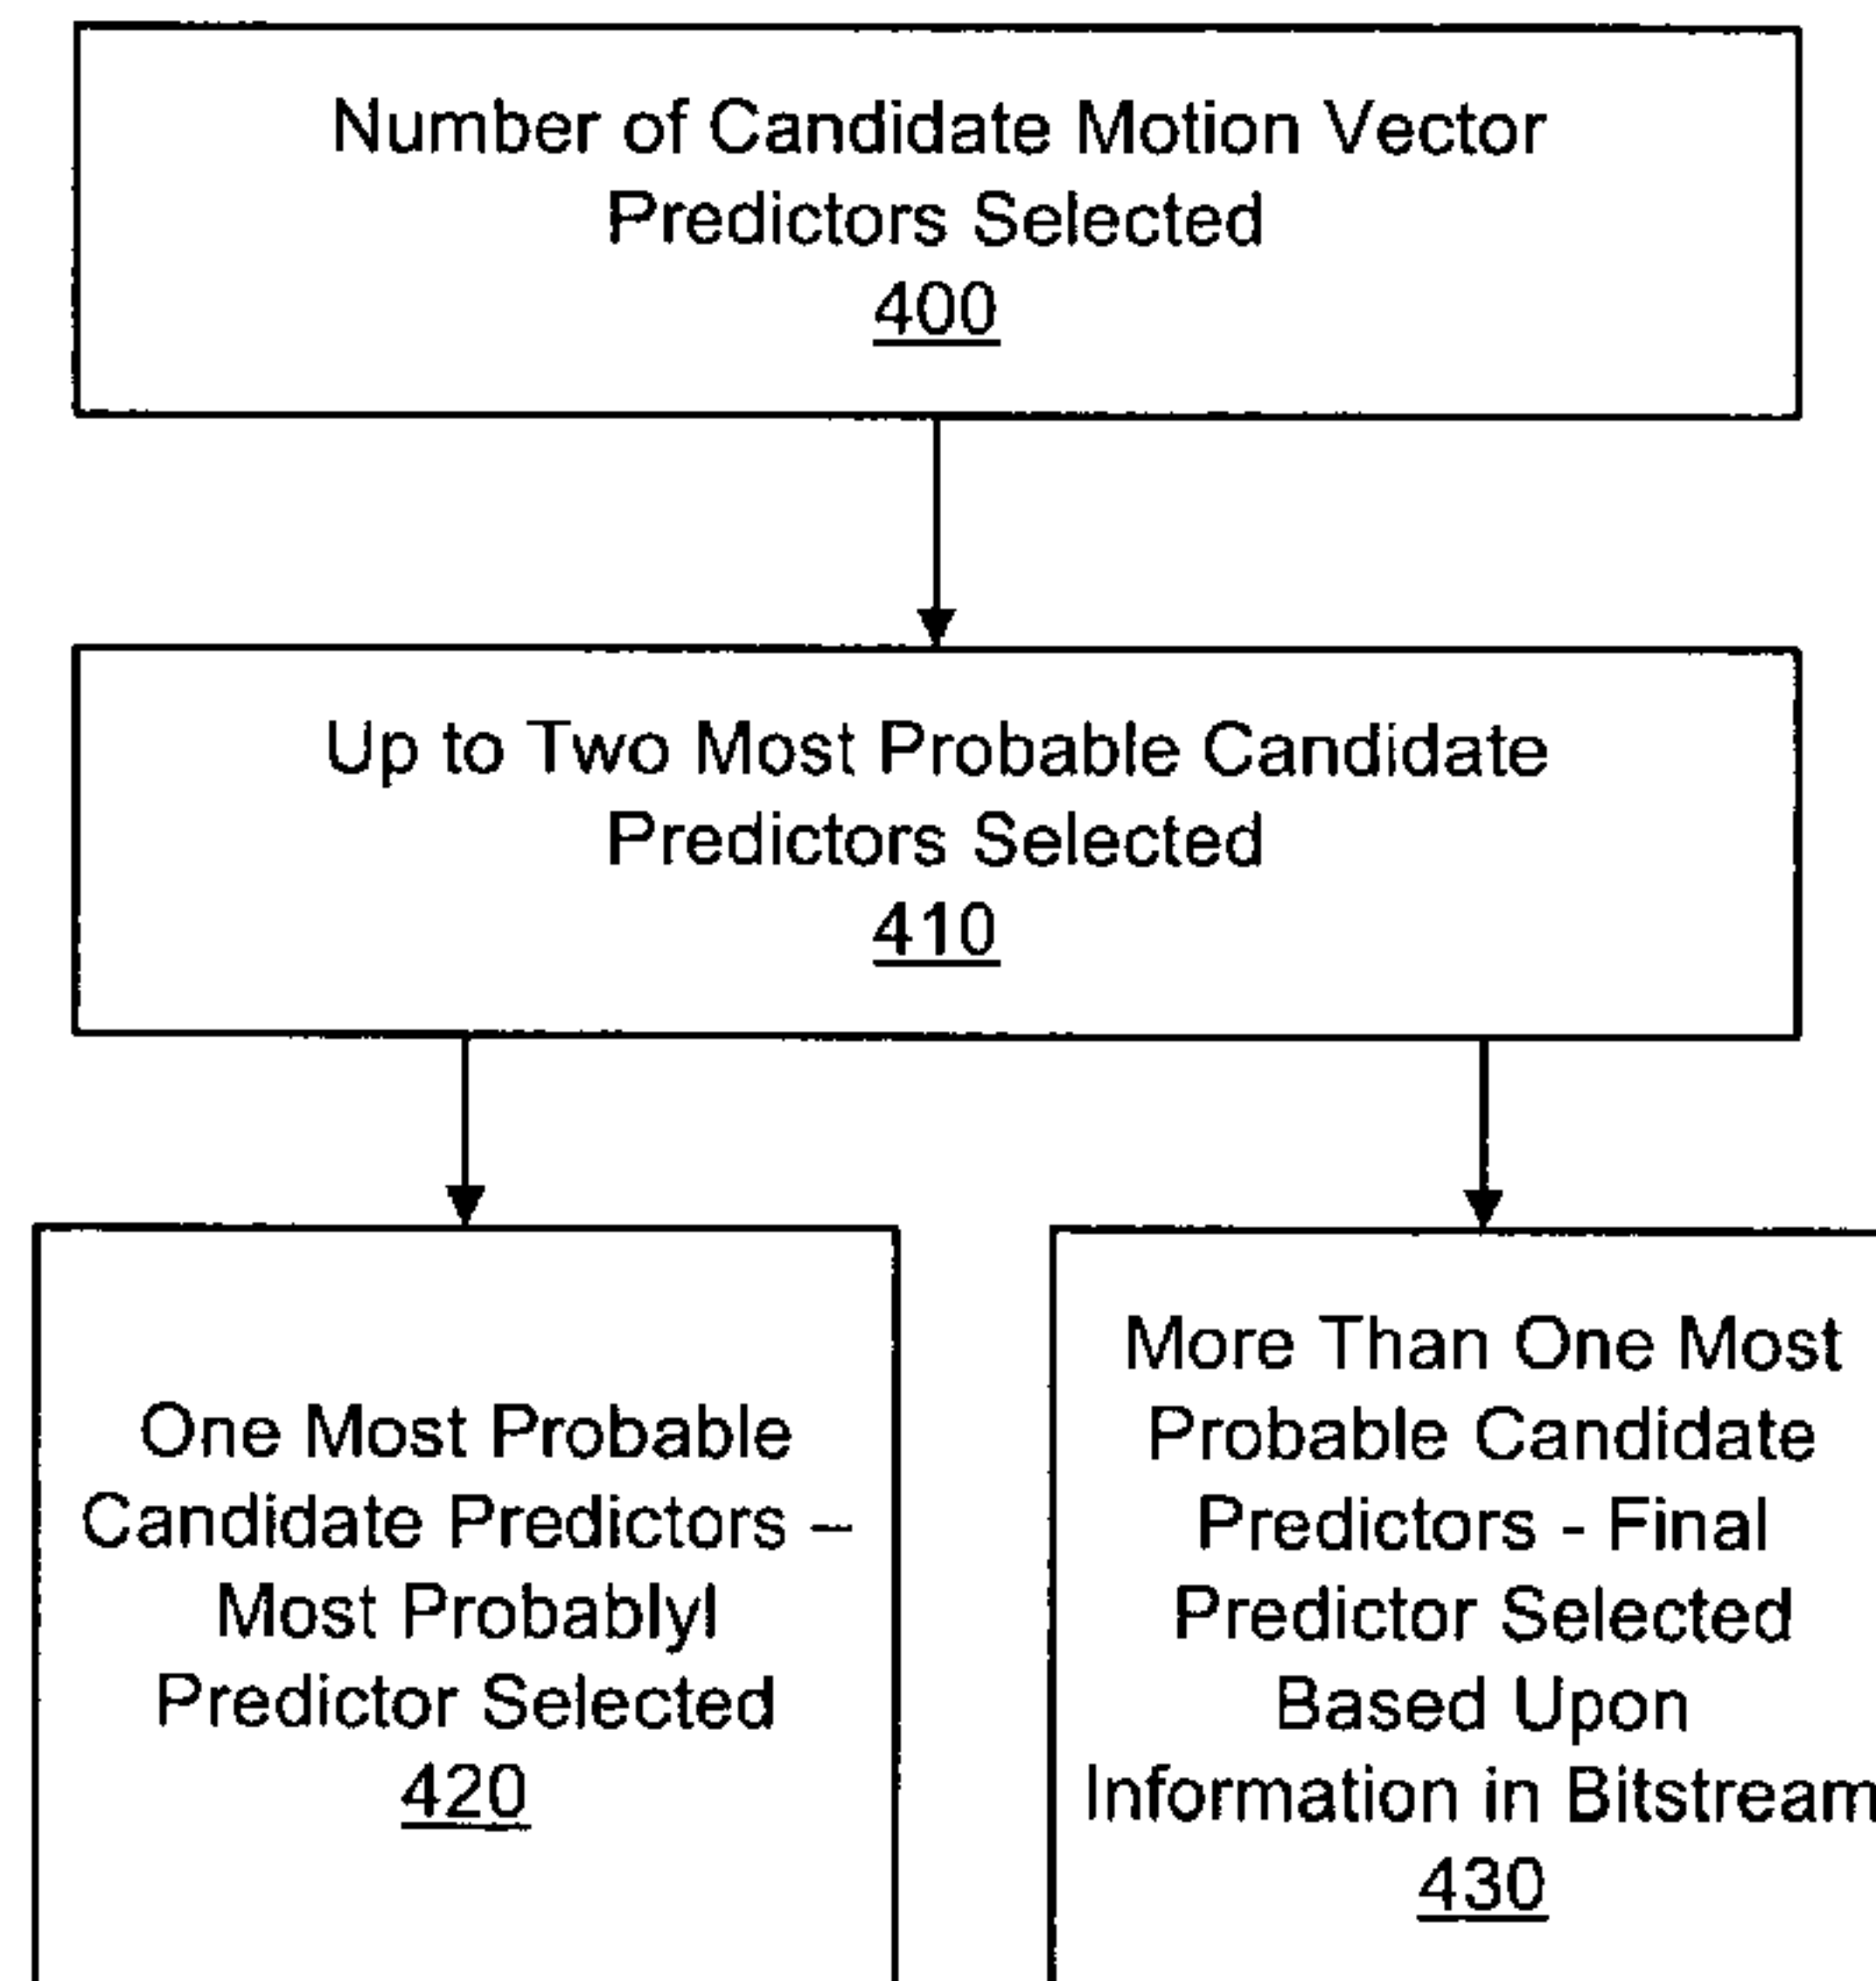 Number of Candidate Motion Vector
Predictors Selected
400
Up to Two Most Probable Candidate
Predictors Selected
410
One Most Probable
Candidate Predictors –
Most Probablyl
Predictor Selected
420
More Than One Most
Probable Candidate
Predictors - Final
Predictor Selected
Based Upon
Information in Bitstream
430